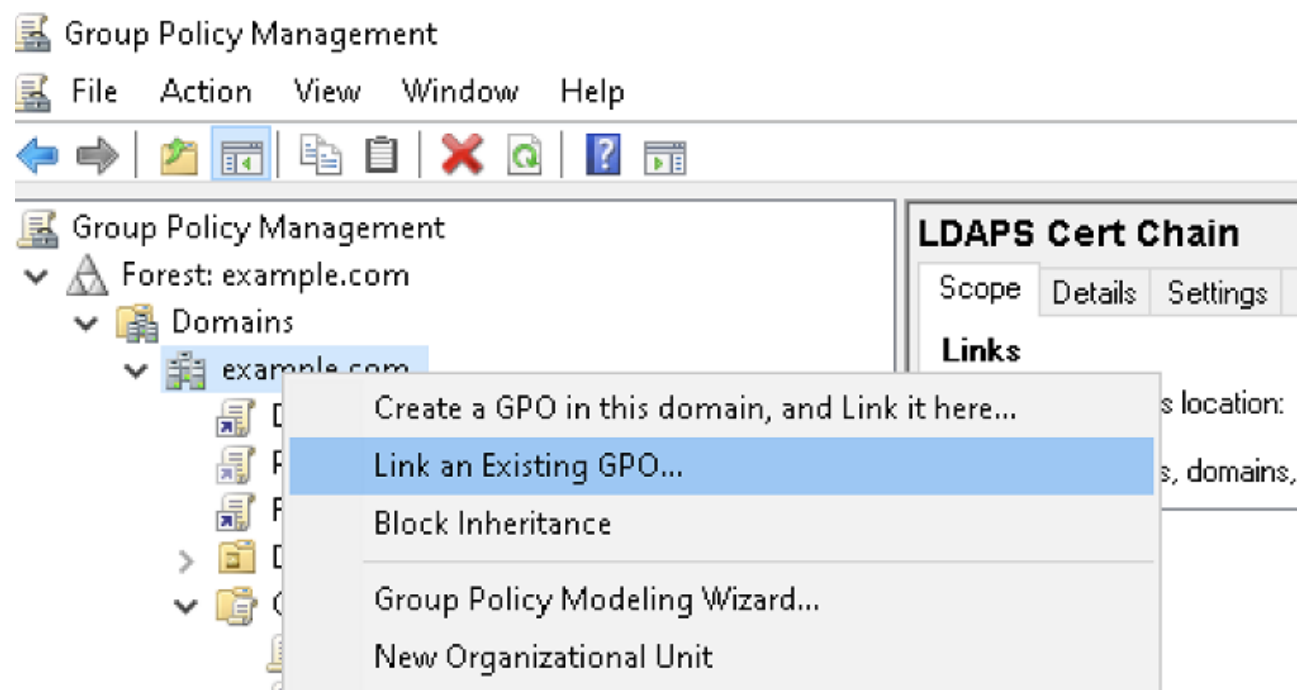 Group Policy Management
File Action View Window Help
Group Policy Management
Forest: example.com
Domains
example.com
LDAPS Cert Chain
Scope Details Settings
Links
s location:
s, domains,
Create a GPO in this domain, and Link it here...
Link an Existing GPO...
Block Inheritance
Group Policy Modeling Wizard...
New Organizational Unit